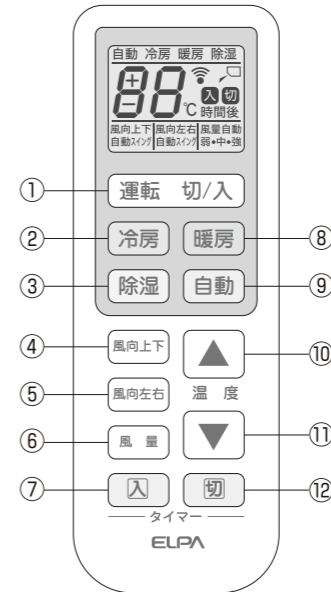 自動 冷房 暖房 除湿
88℃ 入 切 時間後
風向上下 風向左右 風量自動
自動スイング 自動スイング 弱•中•強
① 運転 切/入
② 冷房 暖房 ⑧
③ 除湿 自動 ⑨
④ 風向上下 ▲ ⑩
⑤ 風向左右 温度
⑥ 風量 ▼ ⑪
⑦ 入 切 ⑫
タイマー
ELPA